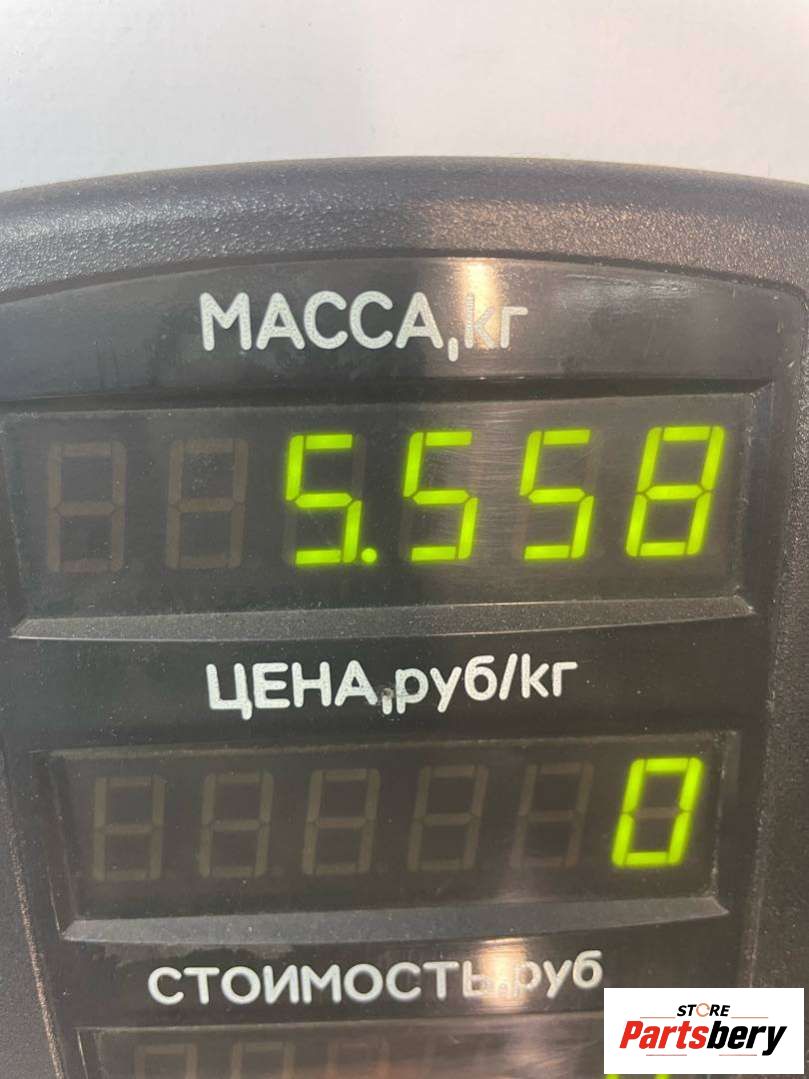 МАССА,кг
5.558
ЦЕНА,руб/кг
0
СТОИМОСТЬ,руб
STORE
Partsbery